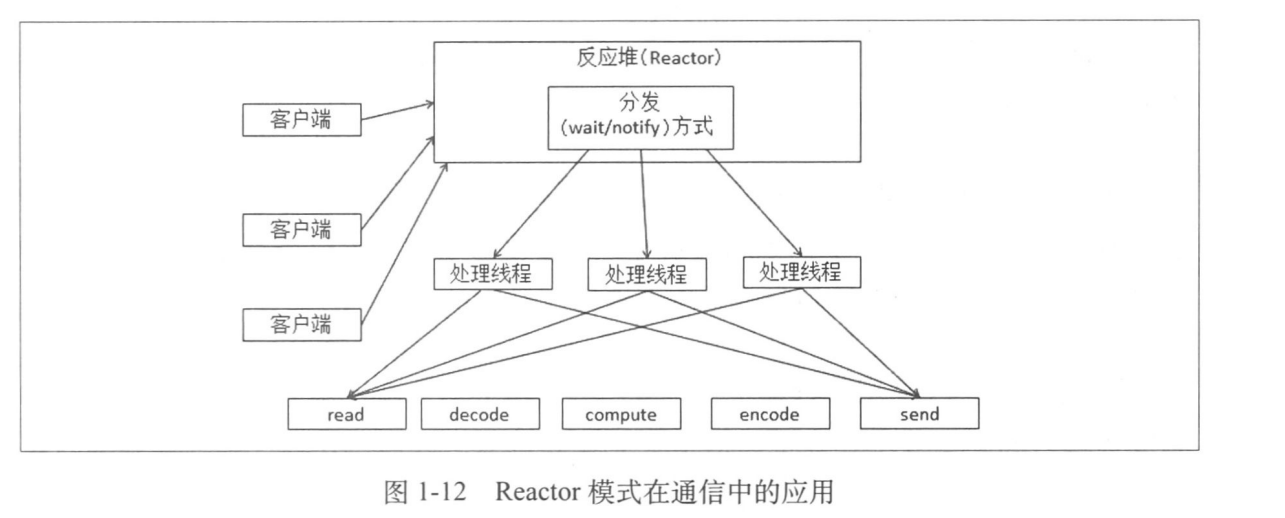 反应堆(Reactor)
分发
(wait/notify)方式
客户端
客户端
客户端
处理线程
处理线程
处理线程
read
decode
compute
encode
send
图 1-12 Reactor 模式在通信中的应用